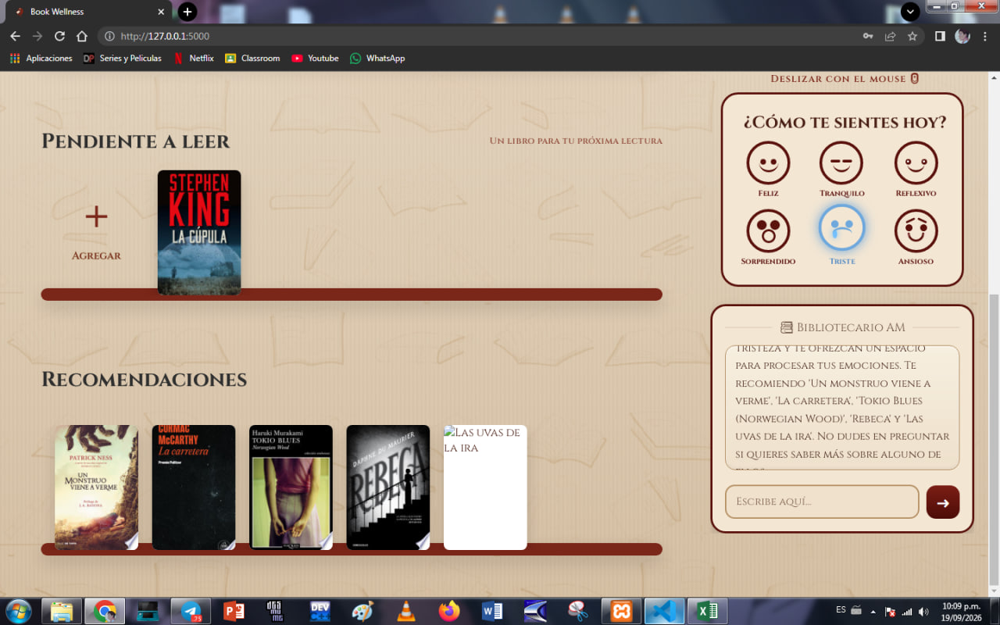 Book Wellness
http://127.0.0.1:5000
Aplicaciones
Series y Peliculas
Netflix
Classroom
Youtube
WhatsApp
Deslizar con el mouse
Pendiente a leer
Un libro para tu próxima lectura
Agregar
STEPHEN
KING
LA CÚPULA
¿Cómo te sientes hoy?
Feliz
Tranquilo
Reflexivo
Sorprendido
Triste
Ansioso
Recomendaciones
PATRICK NESS
UN
MONSTRUO
VIENE A VERME
Prólogo de
J. A. BAYONA
CORMAC
McCARTHY
La carretera
Premio Pulitzer
Haruki Murakami
TOKIO BLUES
Norwegian Wood
DAPHNE DU MAURIER
REBECA
Las uvas de
la ira
Bibliotecario AM
tristeza y te ofrezcan un espacio
para procesar tus emociones. Te
recomiendo 'Un monstruo viene a
verme', 'La carretera', 'Tokio Blues
(Norwegian Wood)', 'Rebeca' y 'Las
uvas de la ira'. No dudes en preguntar
si quieres saber más sobre alguno de
Escribe aquí...
DEV
ES
10:09 p.m.
19/09/2026